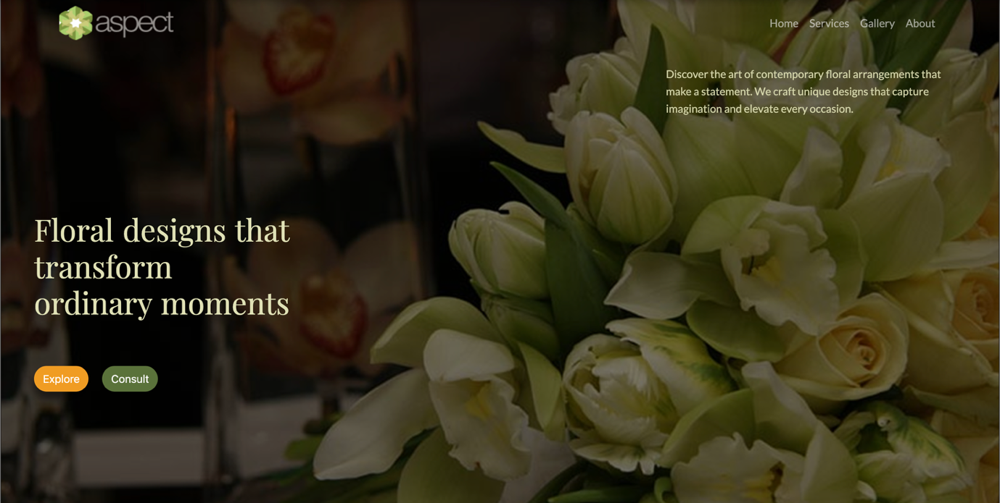 aspect
Home Services Gallery About
Discover the art of contemporary floral arrangements that
make a statement. We craft unique designs that capture
imagination and elevate every occasion.
Floral designs that
transform
ordinary moments
Explore Consult